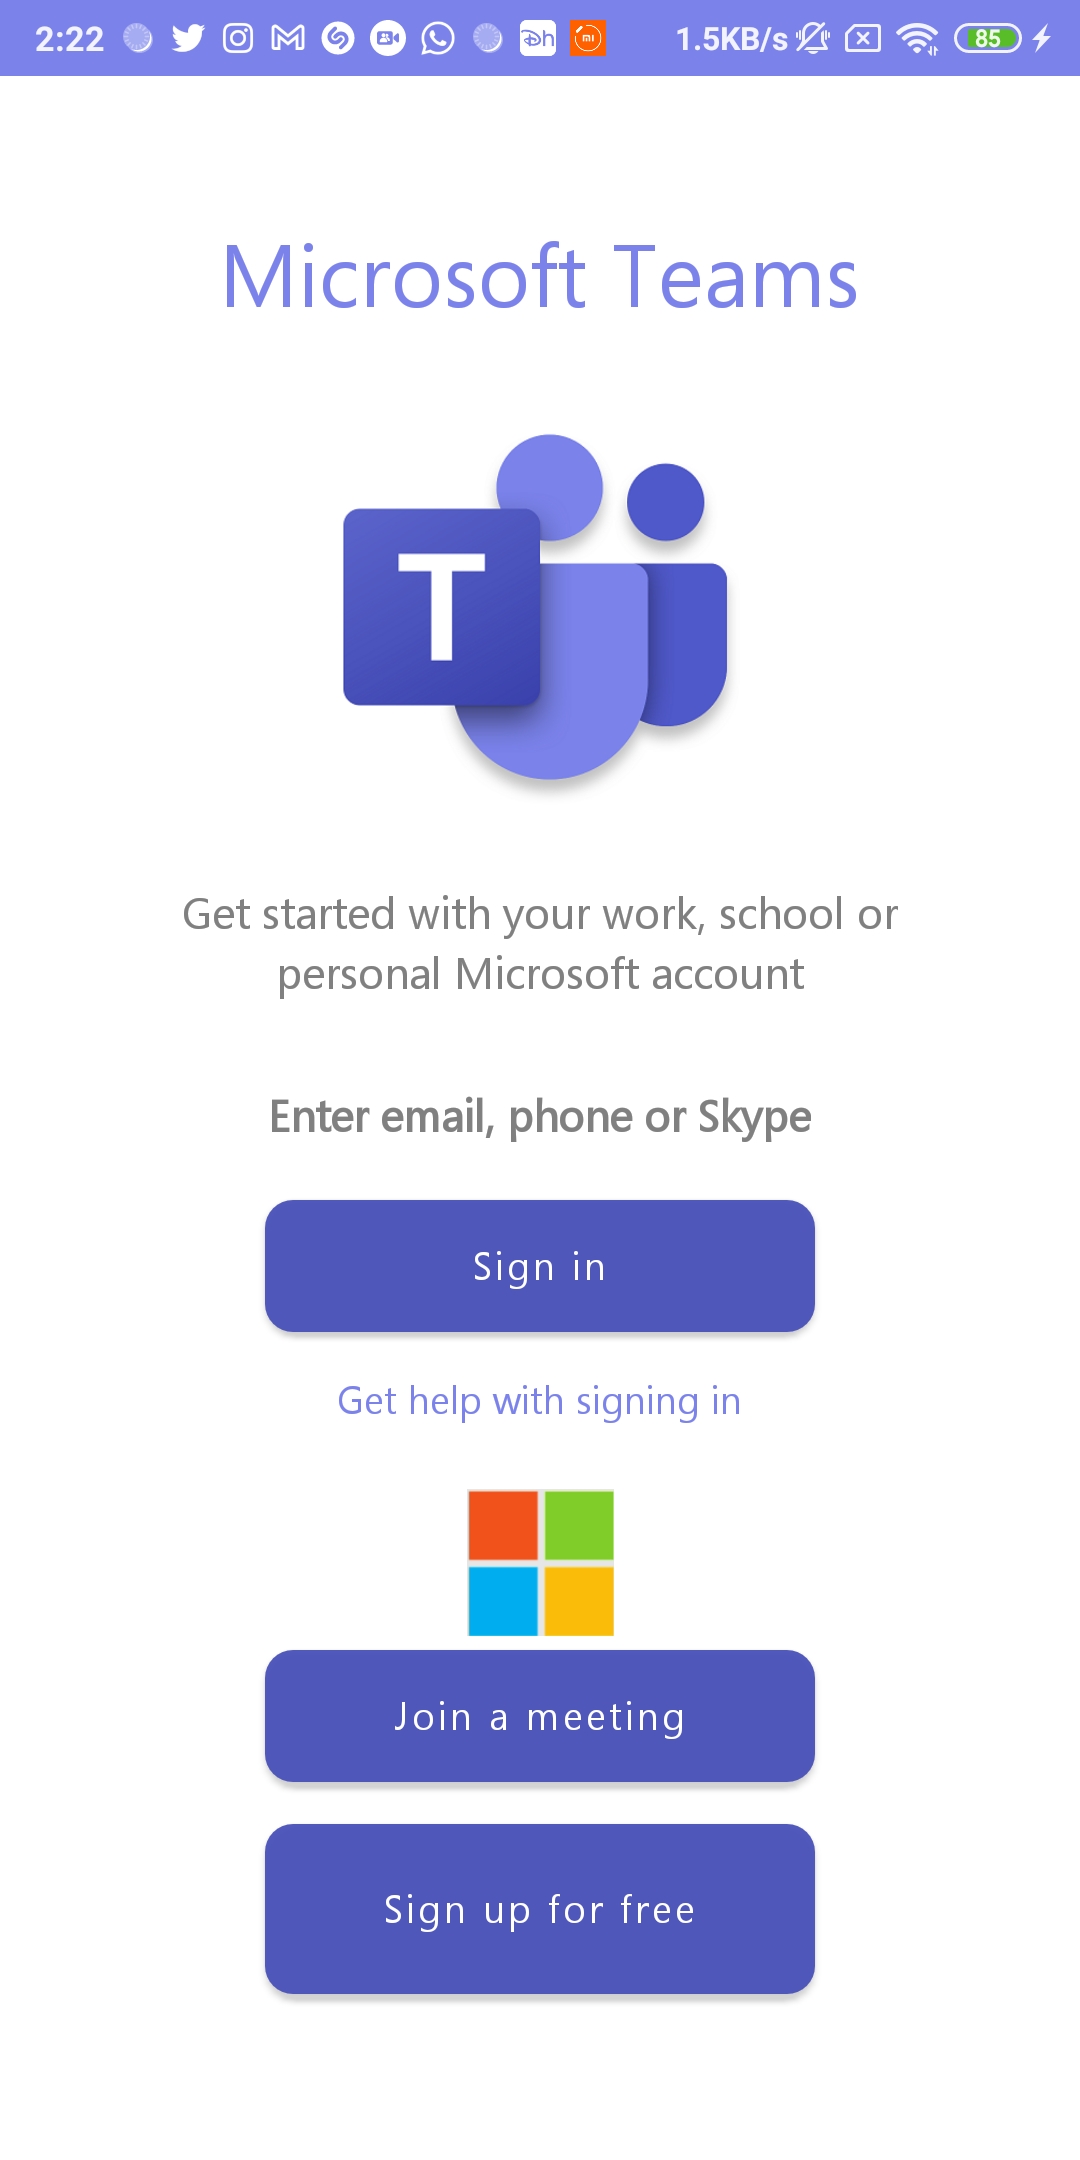 2:22 1.5KB/s 85
Microsoft Teams
T
Get started with your work, school or
personal Microsoft account
Enter email, phone or Skype
Sign in
Get help with signing in
Join a meeting
Sign up for free